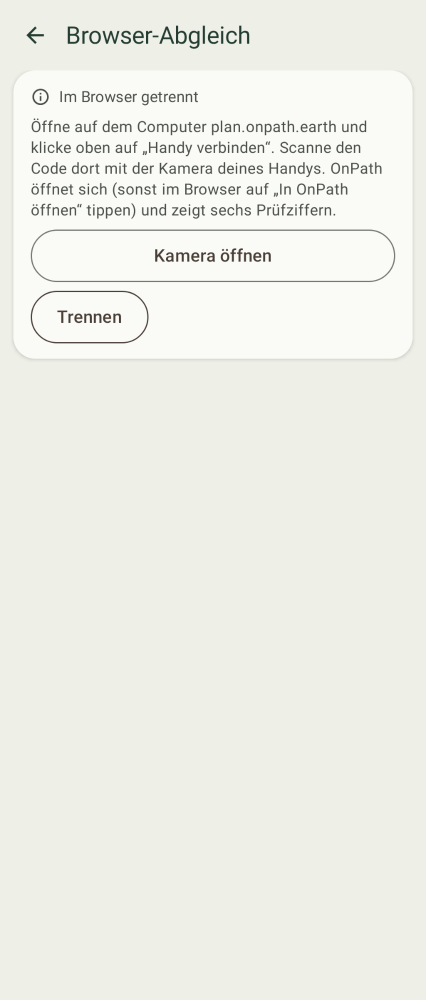 Browser-Abgleich
Im Browser getrennt
Öffne auf dem Computer plan.onpath.earth und
klicke oben auf „Handy verbinden“. Scanne den
Code dort mit der Kamera deines Handys. OnPath
öffnet sich (sonst im Browser auf „In OnPath
öffnen“ tippen) und zeigt sechs Prüfziffern.
Kamera öffnen
Trennen